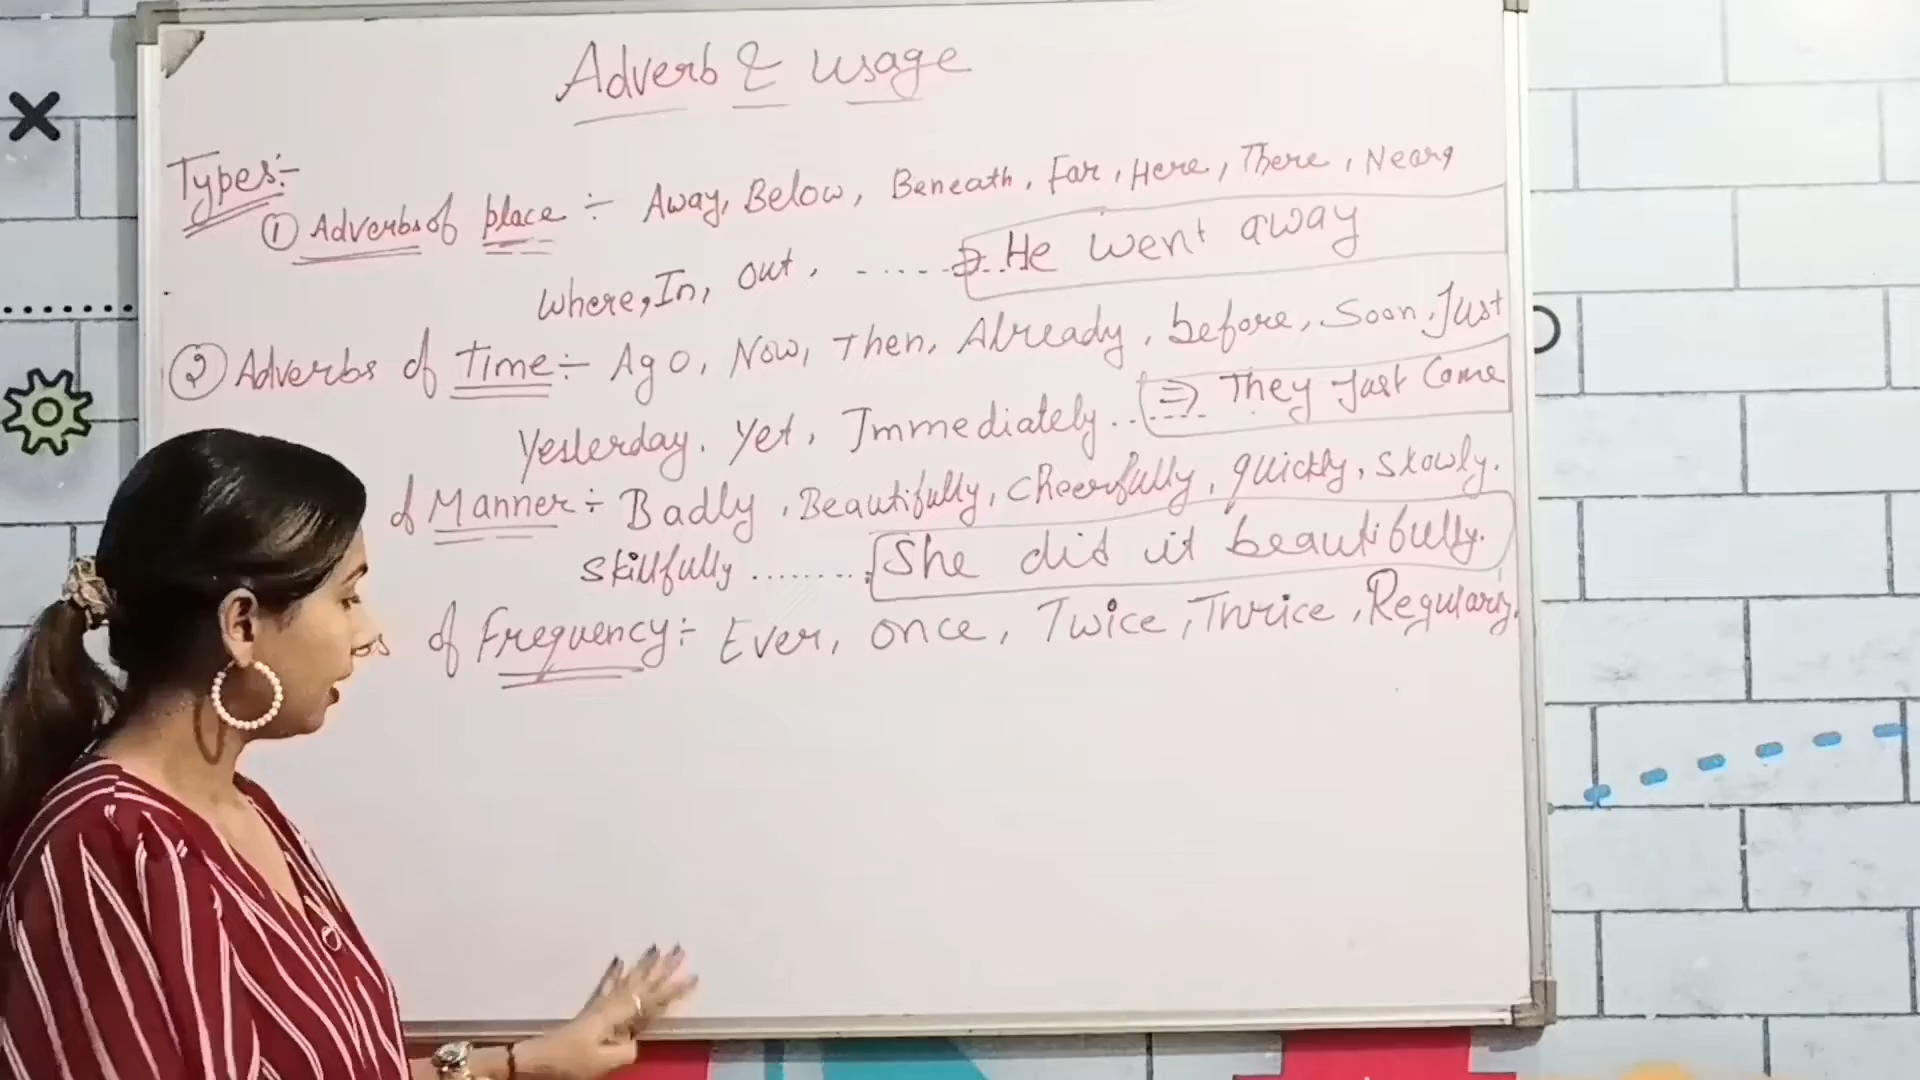 Adverb & usage
Types:-
① Adverbs of place ÷ Away, Below, Beneath, Far, Here, There, Near,
where, In, out, ....... ⇒ He went away
② Adverbs of Time ÷ Ago, Now, Then, Already, before, Soon, Just
Yesterday. Yet, Immediately.. ⇒ They Just Came
of Manner ÷ Badly, Beautifully, Cheerfully, quickly, slowly.
Skillfully ........ She did it beautifully.
of Frequency:- Ever, once, Twice, Thrice, Regularly.